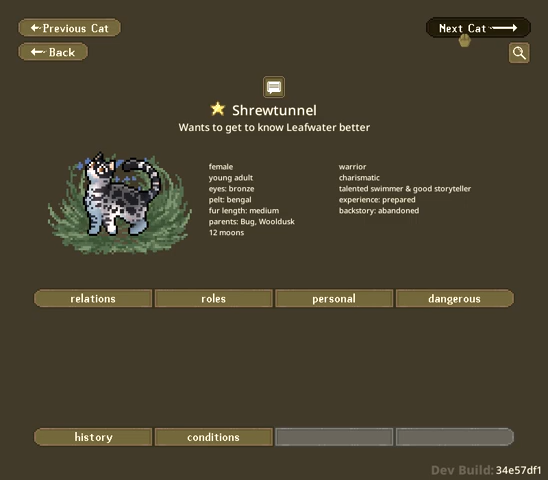 Previous Cat
Next Cat
Back
Shrewtunnel
Wants to get to know Leafwater better
female
young adult
eyes: bronze
pelt: bengal
fur length: medium
parents: Bug, Wooldusk
12 moons
warrior
charismatic
talented swimmer & good storyteller
experience: prepared
backstory: abandoned
relations
roles
personal
dangerous
history
conditions
Dev Build: 34e57df1